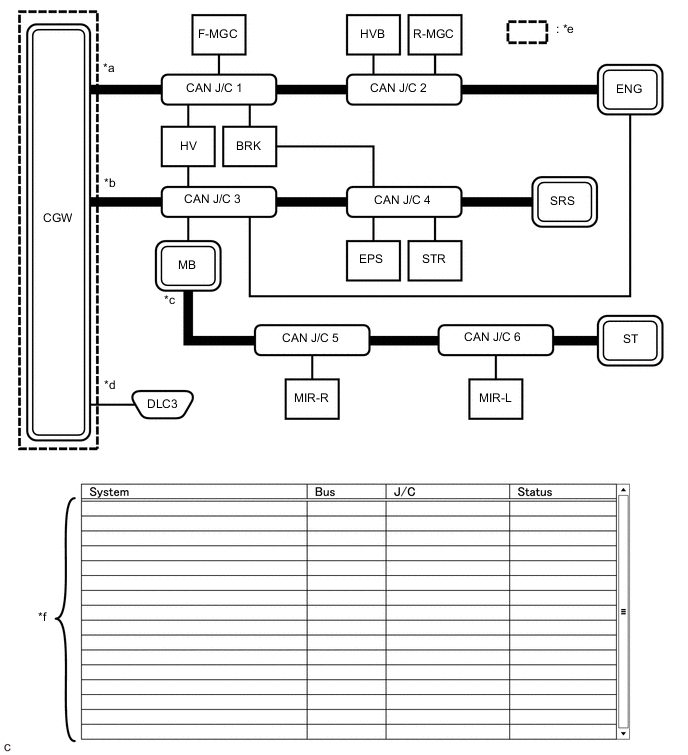 F-MGC
HVB
R-MGC
: *e
*a
CAN J/C 1
CAN J/C 2
ENG
HV
BRK
*b
CAN J/C 3
CAN J/C 4
SRS
CGW
MB
EPS
STR
*c
CAN J/C 5
CAN J/C 6
ST
*d
DLC3
MIR-R
MIR-L
System Bus J/C Status
*f
C